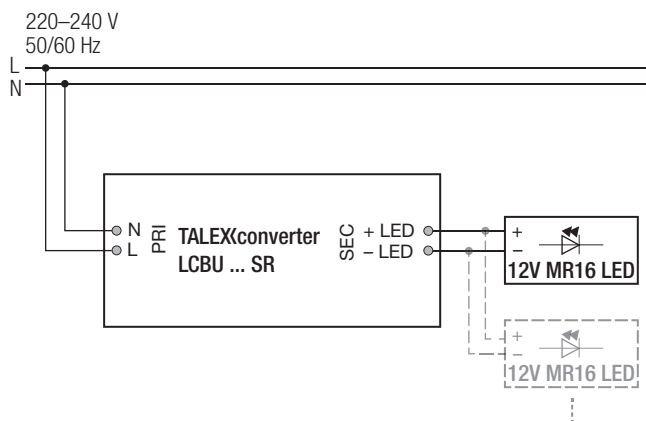 220–240 V
50/60 Hz
L
N
N
L
PRI
TALEXconverter
LCBU ... SR
SEC
+ LED
– LED
+
–
12V MR16 LED
+
–
12V MR16 LED